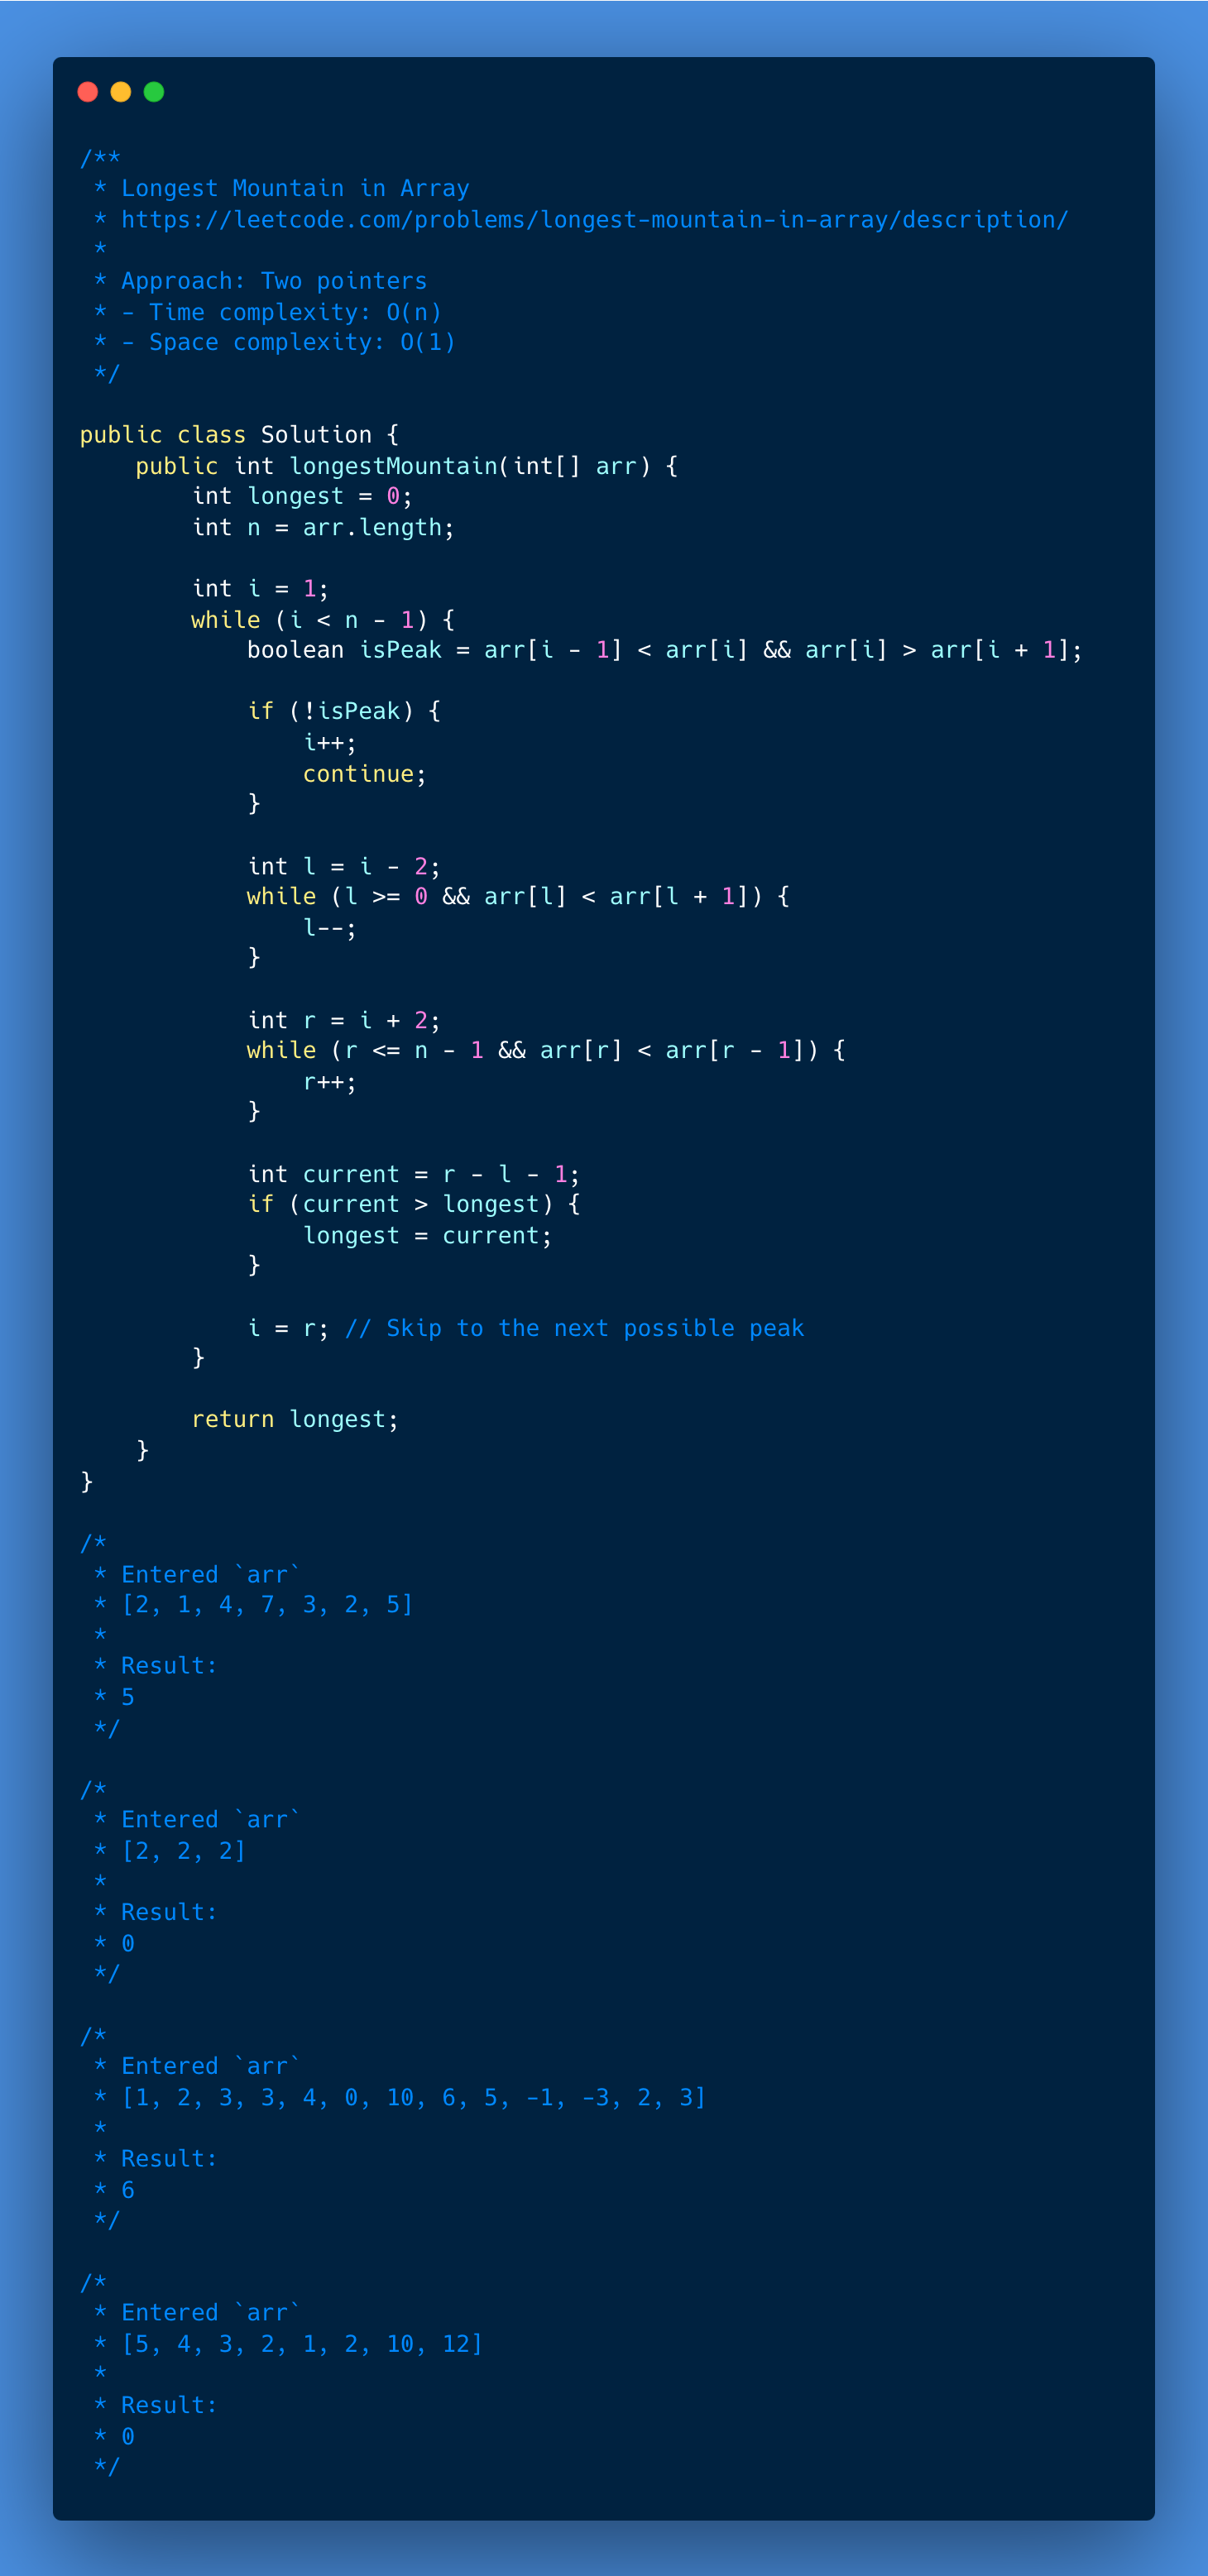 /**
 * Longest Mountain in Array
 * https://leetcode.com/problems/longest-mountain-in-array/description/
 *
 * Approach: Two pointers
 * - Time complexity: O(n)
 * - Space complexity: O(1)
 */

public class Solution {
    public int longestMountain(int[] arr) {
        int longest = 0;
        int n = arr.length;

        int i = 1;
        while (i < n - 1) {
            boolean isPeak = arr[i - 1] < arr[i] && arr[i] > arr[i + 1];

            if (!isPeak) {
                i++;
                continue;
            }

            int l = i - 2;
            while (l >= 0 && arr[l] < arr[l + 1]) {
                l--;
            }

            int r = i + 2;
            while (r <= n - 1 && arr[r] < arr[r - 1]) {
                r++;
            }

            int current = r - l - 1;
            if (current > longest) {
                longest = current;
            }

            i = r; // Skip to the next possible peak
        }

        return longest;
    }
}

/*
 * Entered `arr`
 * [2, 1, 4, 7, 3, 2, 5]
 *
 * Result:
 * 5
 */

/*
 * Entered `arr`
 * [2, 2, 2]
 *
 * Result:
 * 0
 */

/*
 * Entered `arr`
 * [1, 2, 3, 3, 4, 0, 10, 6, 5, -1, -3, 2, 3]
 *
 * Result:
 * 6
 */

/*
 * Entered `arr`
 * [5, 4, 3, 2, 1, 2, 10, 12]
 *
 * Result:
 * 0
 */